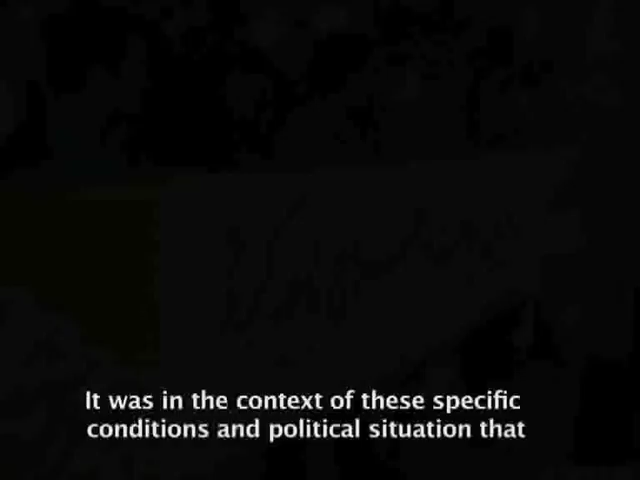 It was in the context of these specific
conditions and political situation that